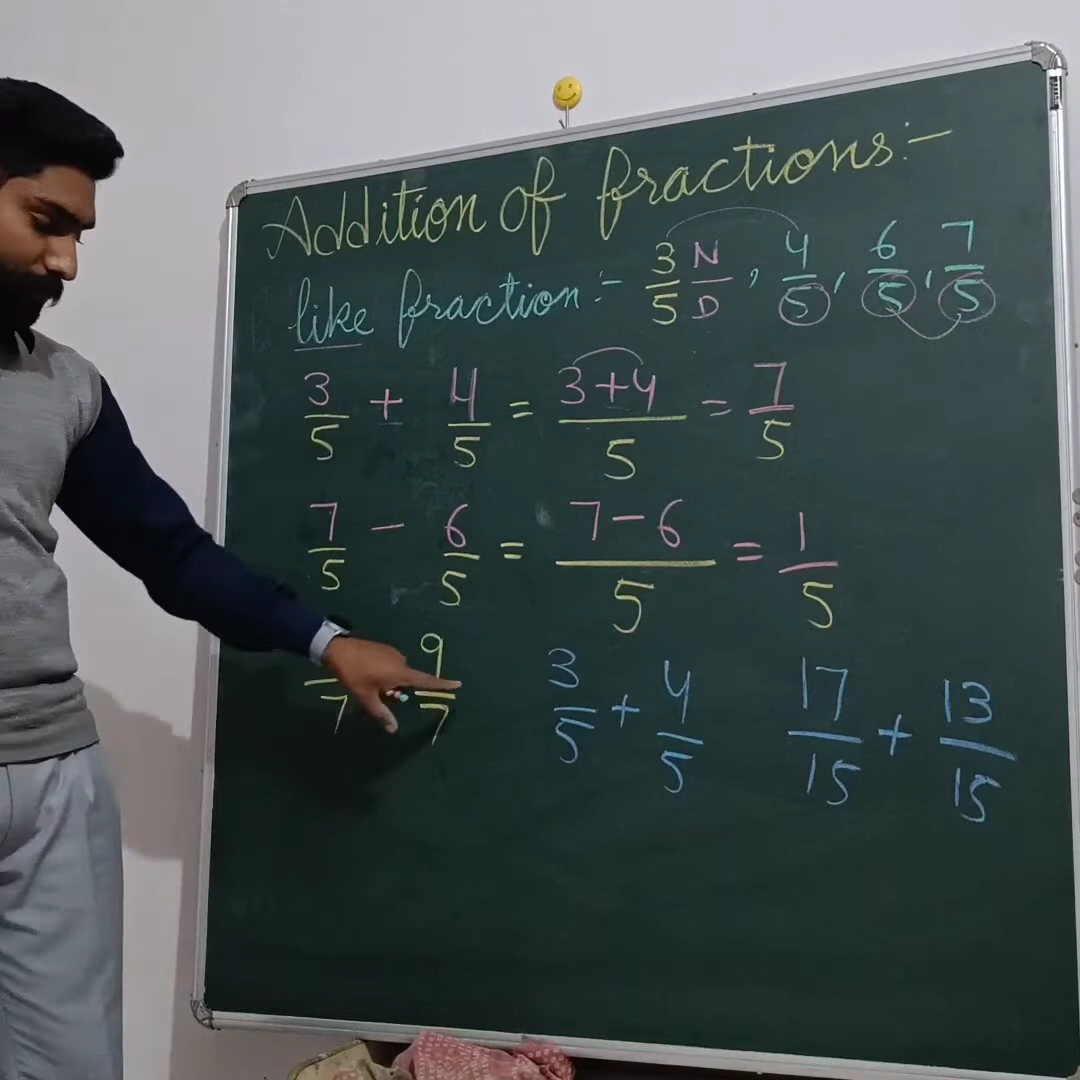 Addition of fractions:-
like fraction:- 3/5 N/D, 4/5, 6/5, 7/5
3/5 + 4/5 = 3+4/5 = 7/5
7/5 - 6/5 = 7-6/5 = 1/5
/7 9/7 3/5 + 4/5 17/15 + 13/15